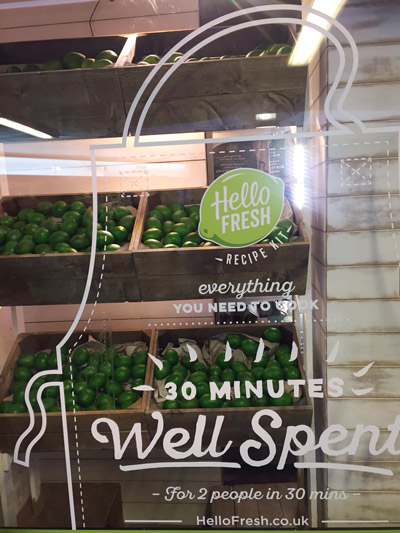 Hello
FRESH
- RECIPE KIT -
everything
YOU NEED TO COOK
30 MINUTES
Well Spent
- For 2 people in 30 mins -
HelloFresh.co.uk